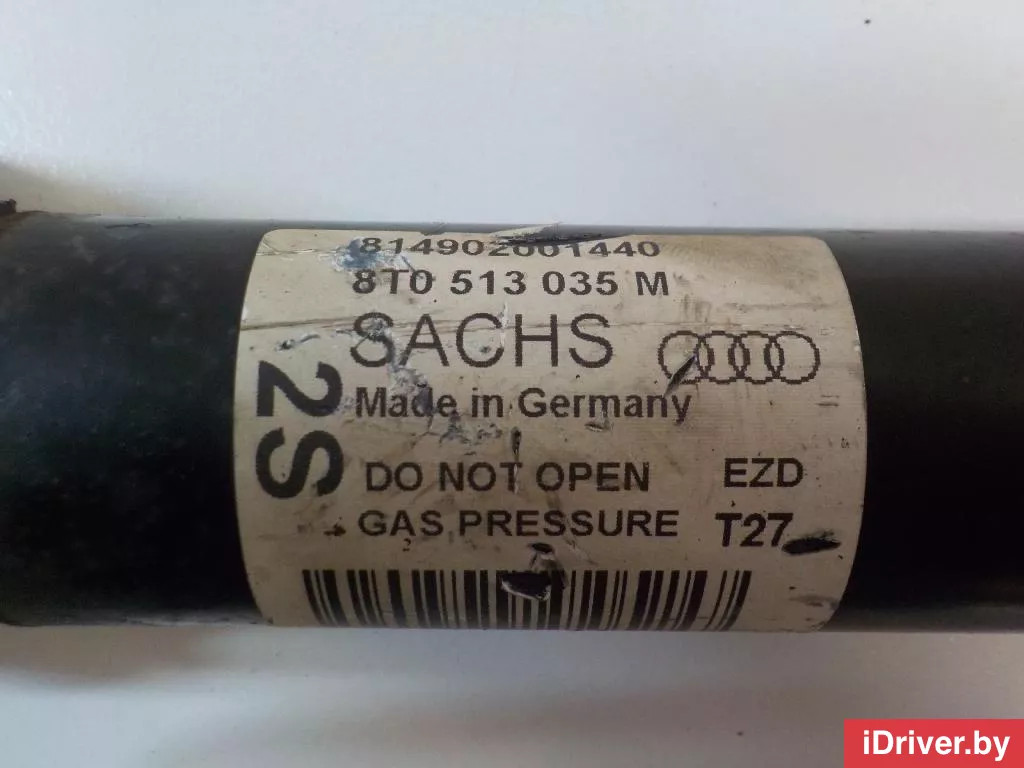 814902001440
8T0 513 035 M
SACHS
Made in Germany
2S
DO NOT OPEN EZD
GAS PRESSURE T27
iDriver.by